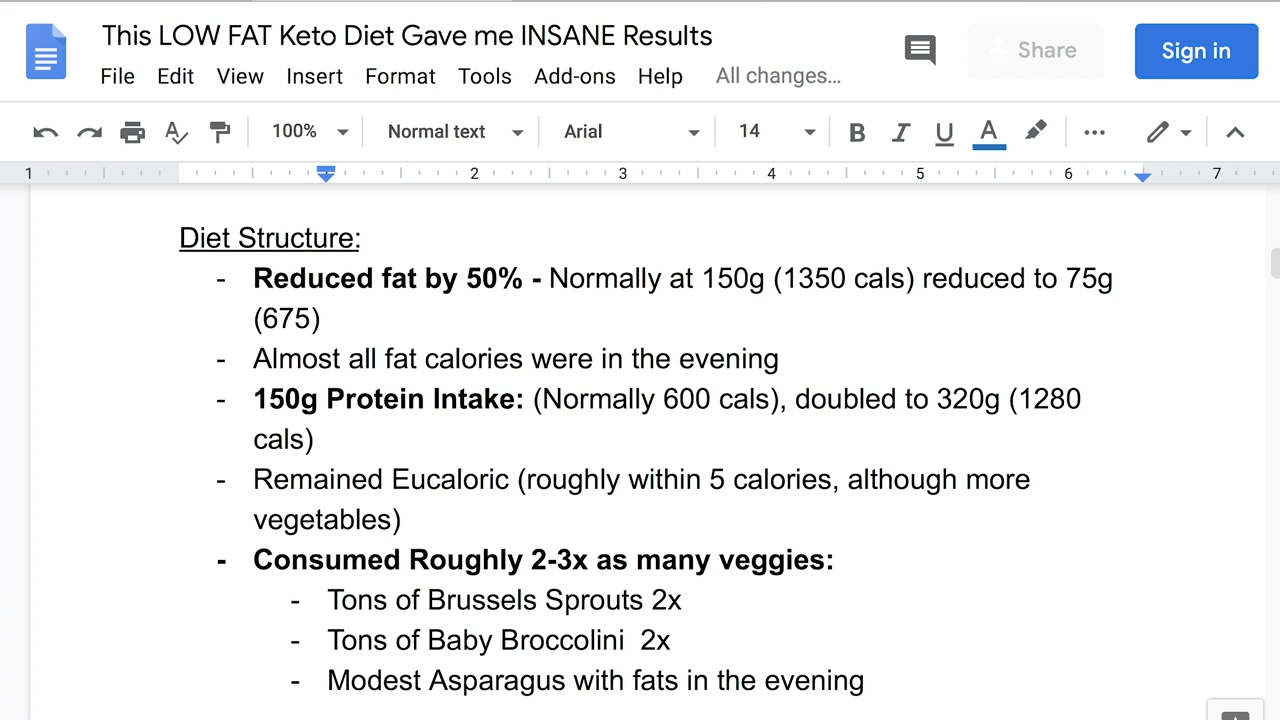 This LOW FAT Keto Diet Gave me INSANE Results
Share
Sign in
File Edit View Insert Format Tools Add-ons Help All changes...
100% Normal text Arial 14 B I U A
1 2 3 4 5 6 7
Diet Structure:
- Reduced fat by 50% - Normally at 150g (1350 cals) reduced to 75g
(675)
- Almost all fat calories were in the evening
- 150g Protein Intake: (Normally 600 cals), doubled to 320g (1280
cals)
- Remained Eucaloric (roughly within 5 calories, although more
vegetables)
- Consumed Roughly 2-3x as many veggies:
- Tons of Brussels Sprouts 2x
- Tons of Baby Broccolini  2x
- Modest Asparagus with fats in the evening